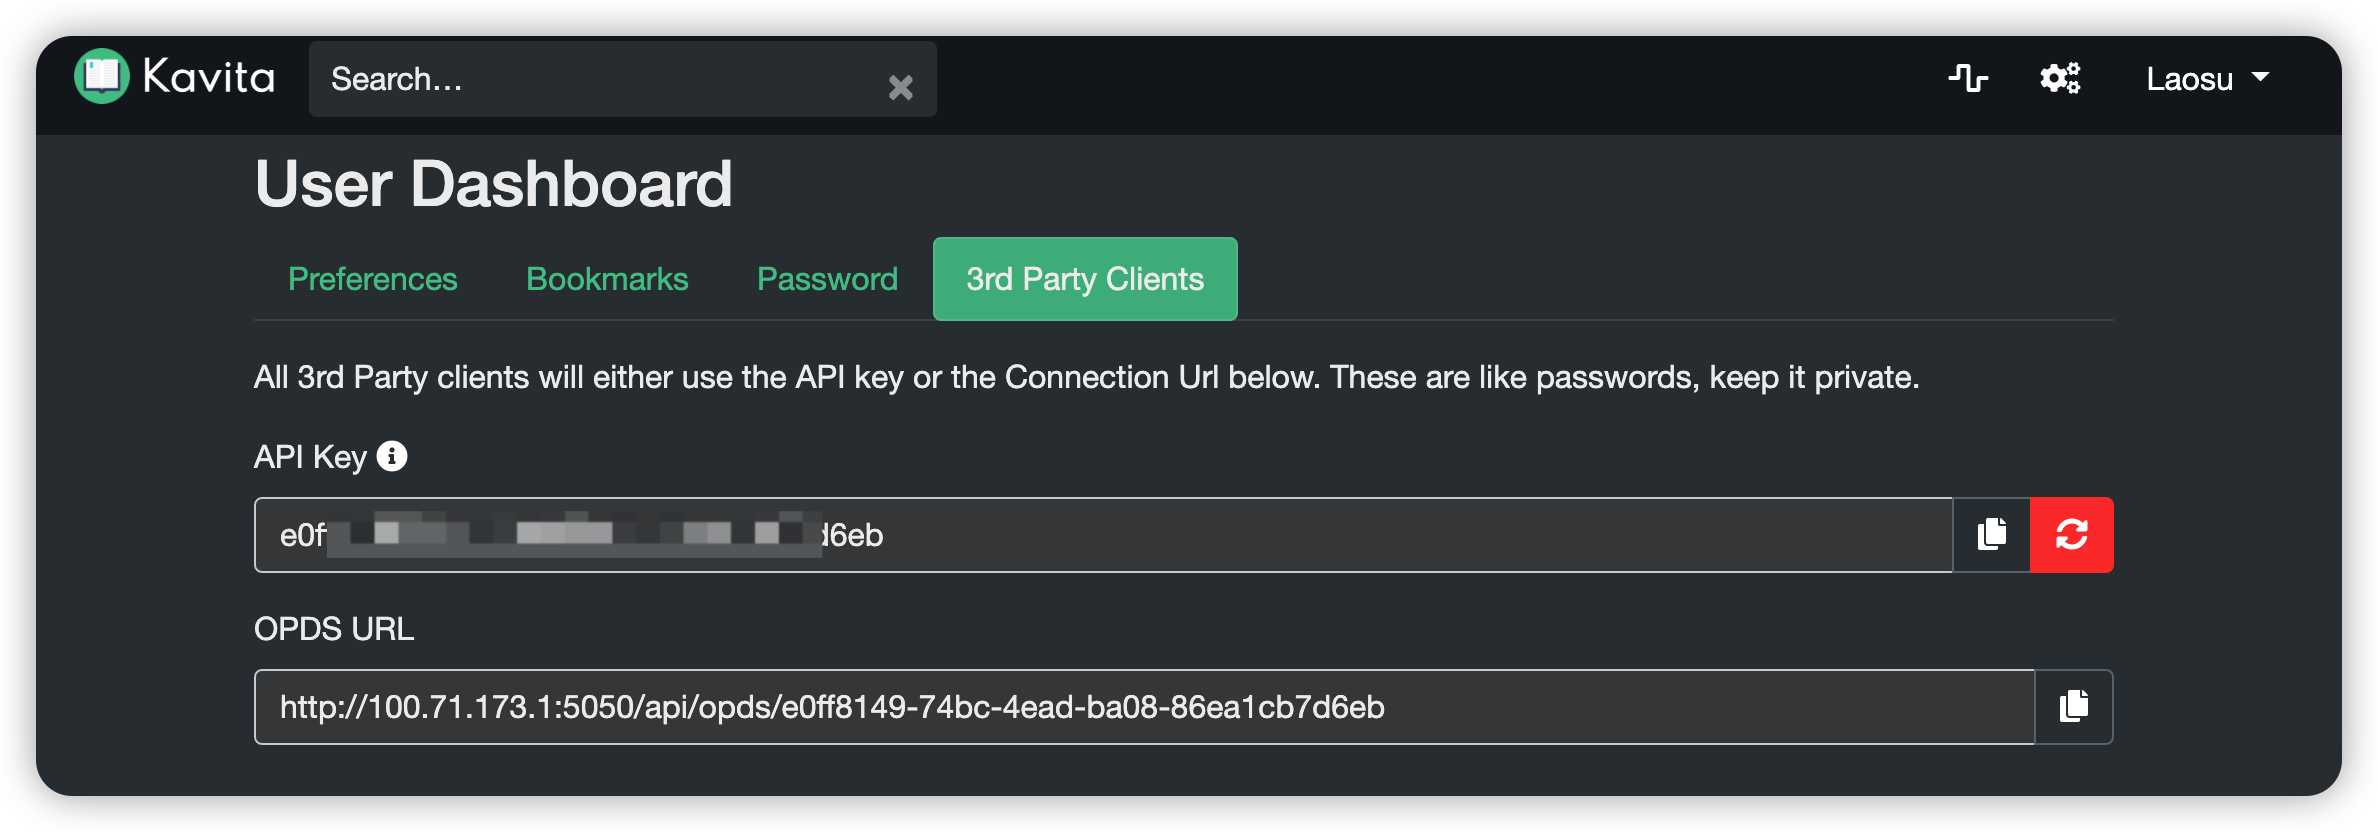 Kavita
Search...
Laosu
User Dashboard
Preferences Bookmarks Password 3rd Party Clients
All 3rd Party clients will either use the API key or the Connection Url below. These are like passwords, keep it private.
API Key
e0f d6eb
OPDS URL
http://100.71.173.1:5050/api/opds/e0ff8149-74bc-4ead-ba08-86ea1cb7d6eb